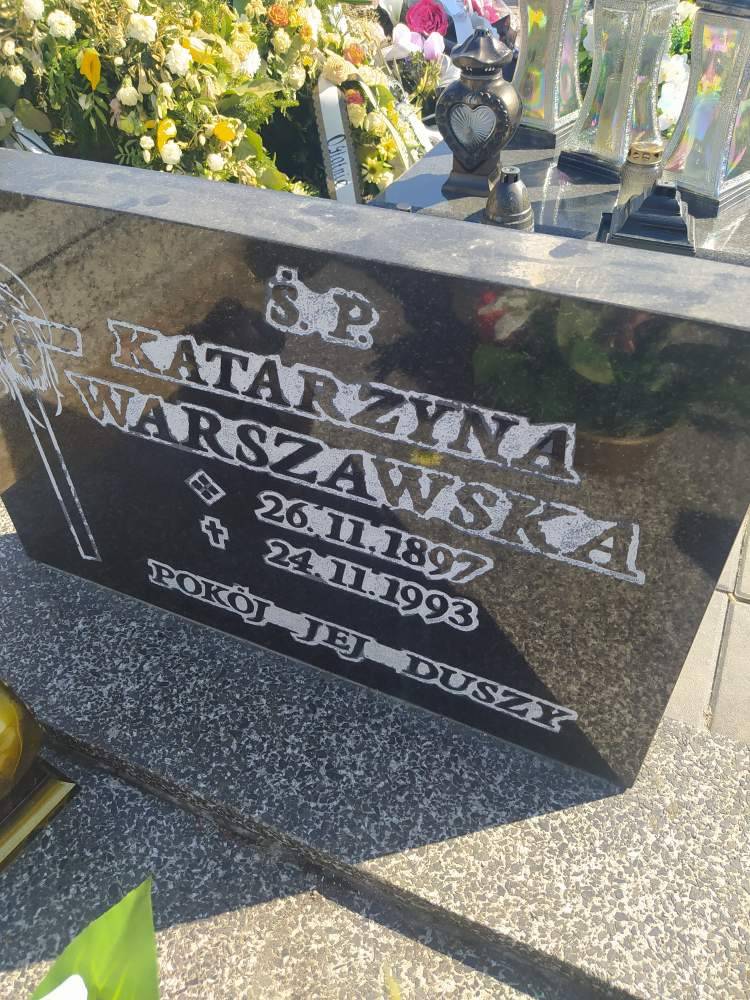 Ś. P.
KATARZYNA
WARSZAWSKA
26.11.1897
24.11.1993
POKÓJ JEJ DUSZY